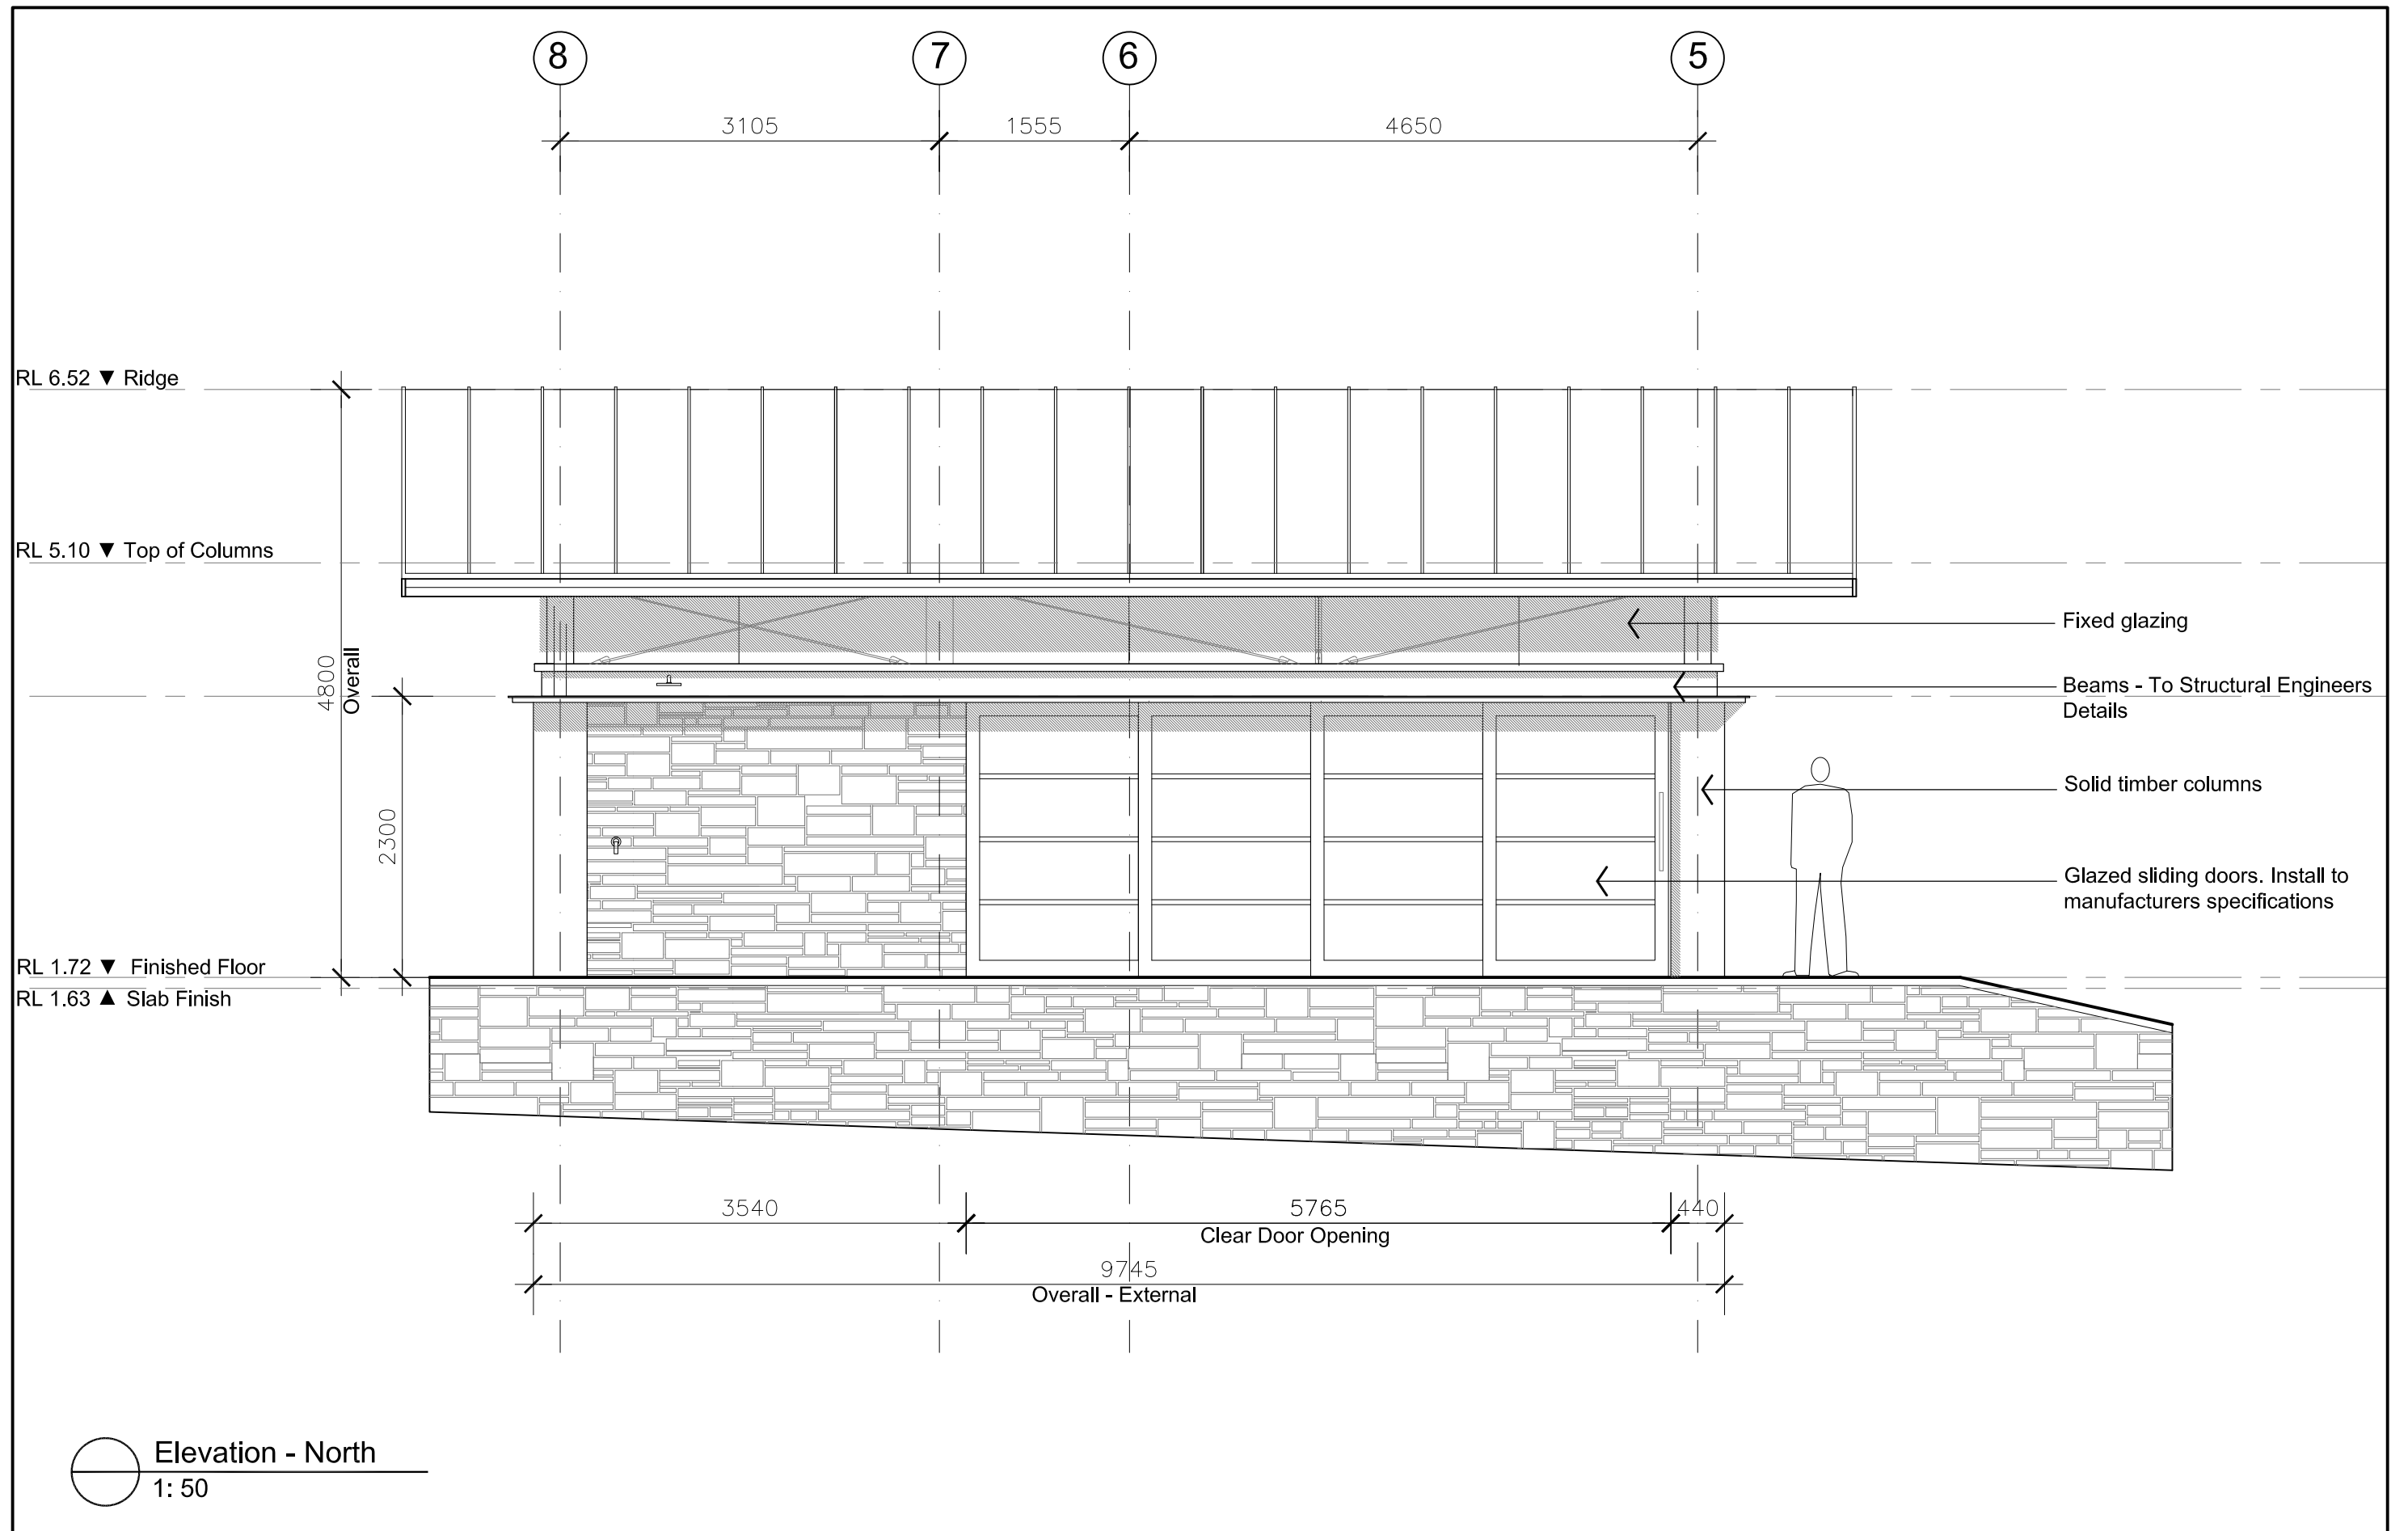 8
7
6
5
3105
1555
4650
RL 6.52 ▼ Ridge
RL 5.10 ▼ Top of Columns
4800
Overall
2300
Fixed glazing
Beams - To Structural Engineers
Details
Solid timber columns
Glazed sliding doors. Install to
manufacturers specifications
RL 1.72 ▼ Finished Floor
RL 1.63 ▲ Slab Finish
3540
5765
440
Clear Door Opening
9745
Overall - External
Elevation - North
1: 50